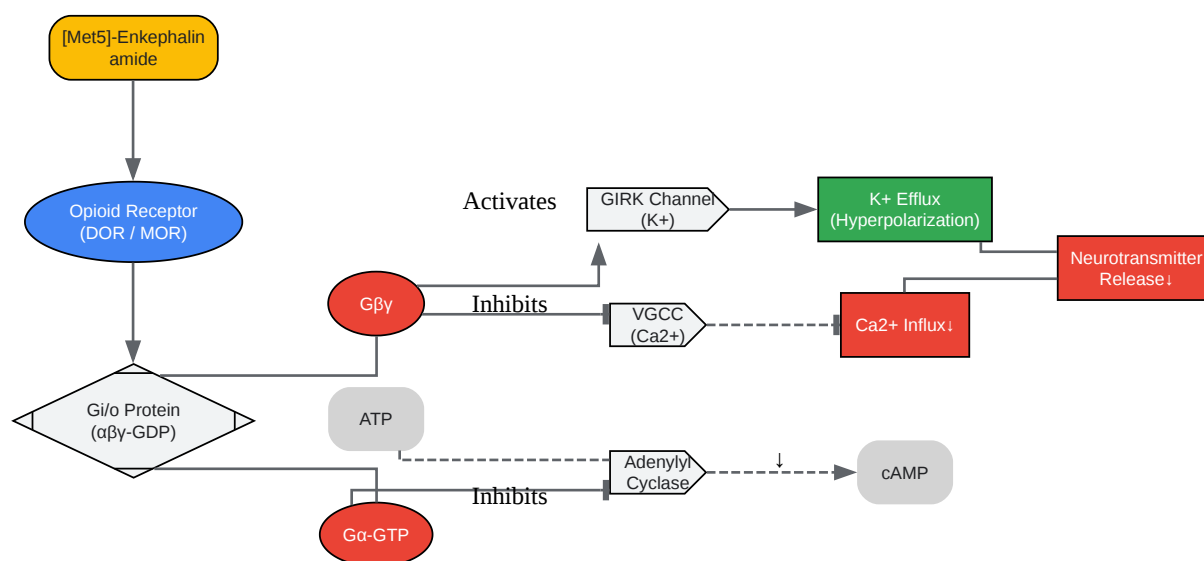 [Met5]-Enkephalin
amide
Opioid Receptor
(DOR / MOR)
Activates
GIRK Channel
(K+)
K+ Efflux
(Hyperpolarization)
Neurotransmitter
Release↓
Gβγ
Inhibits
VGCC
(Ca2+)
Ca2+ Influx↓
Gi/o Protein
(αβγ-GDP)
ATP
Adenylyl
Cyclase
↓
cAMP
Inhibits
Gα-GTP